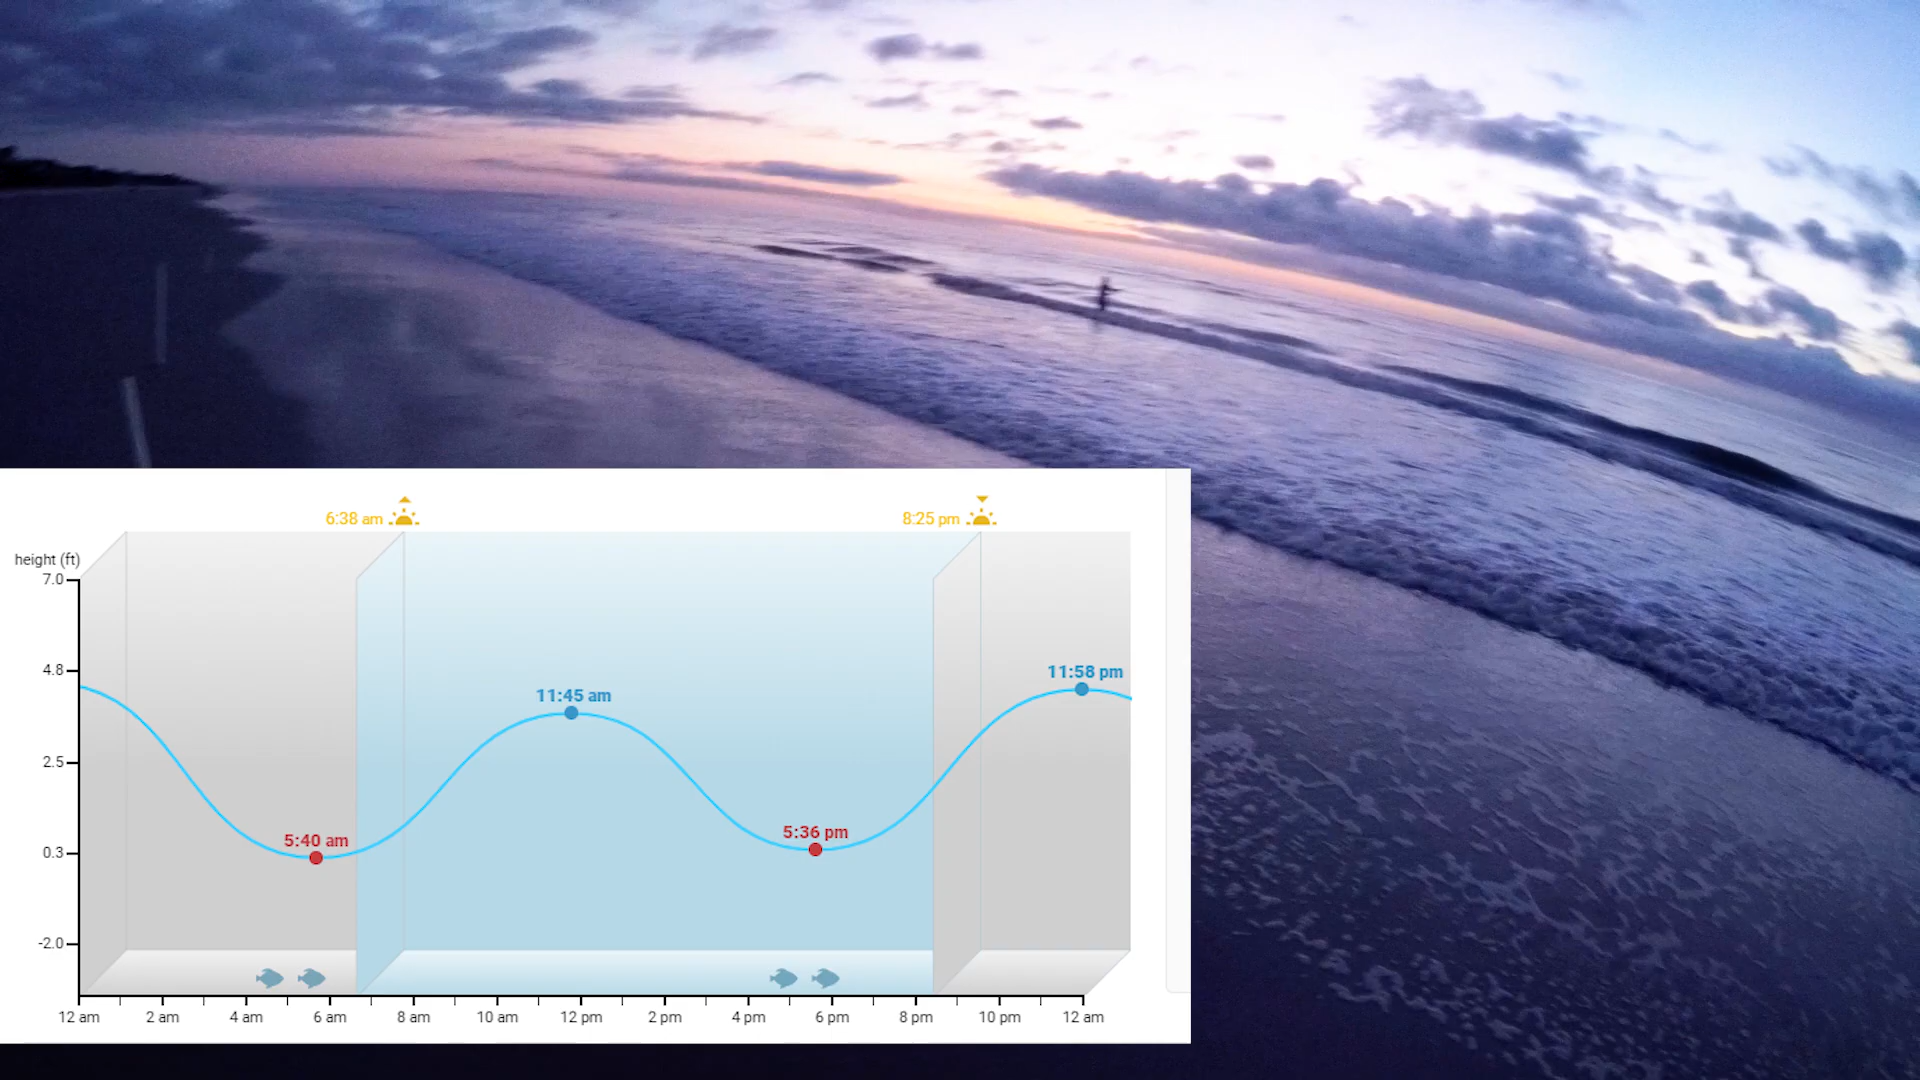 6:38 am
8:25 pm
height (ft)
7.0
4.8
2.5
0.3
-2.0
5:40 am
11:45 am
5:36 pm
11:58 pm
12 am 2 am 4 am 6 am 8 am 10 am 12 pm 2 pm 4 pm 6 pm 8 pm 10 pm 12 am